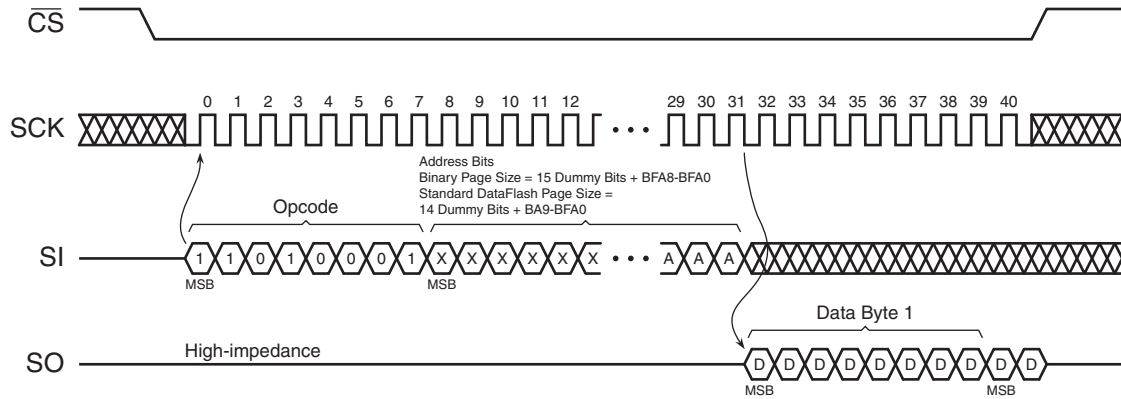 CS
0 1 2 3 4 5 6 7 8 9 10 11 12 29 30 31 32 33 34 35 36 37 38 39 40
SCK
Address Bits
Binary Page Size = 15 Dummy Bits + BFA8-BFA0
Standard DataFlash Page Size =
14 Dummy Bits + BA9-BFA0
Opcode
SI 1 1 0 1 0 0 0 1 X X X X X X A A A
MSB MSB
Data Byte 1
High-impedance
SO D D D D D D D D D D
MSB MSB